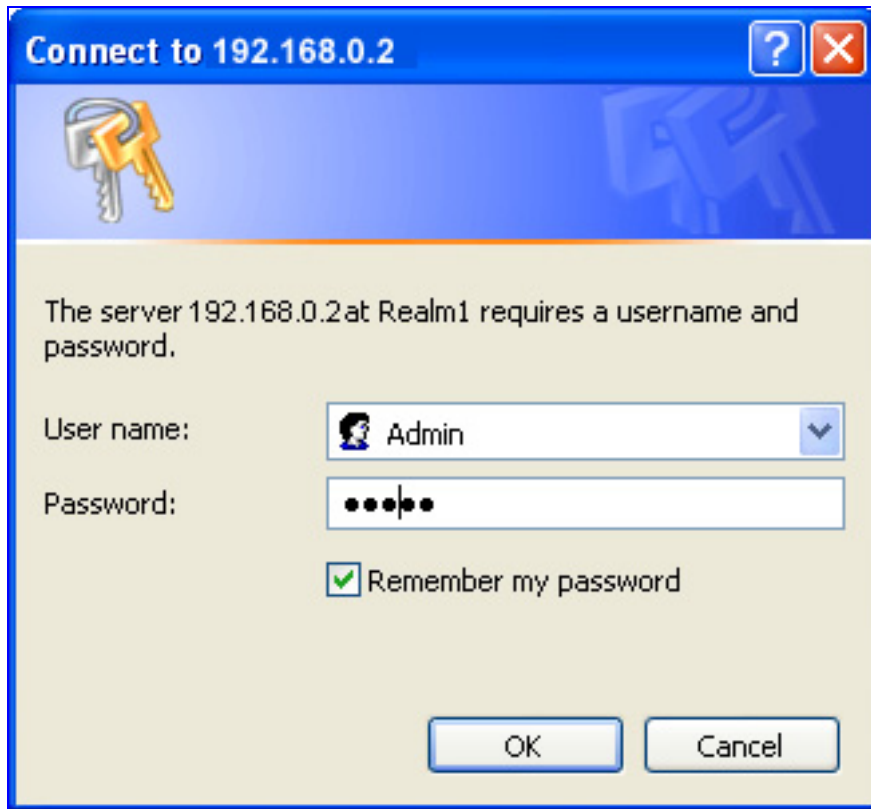 Connect to 192.168.0.2
?
The server 192.168.0.2at Realm1 requires a username and
password.
User name:
Admin
Password:
•••••
Remember my password
OK
Cancel